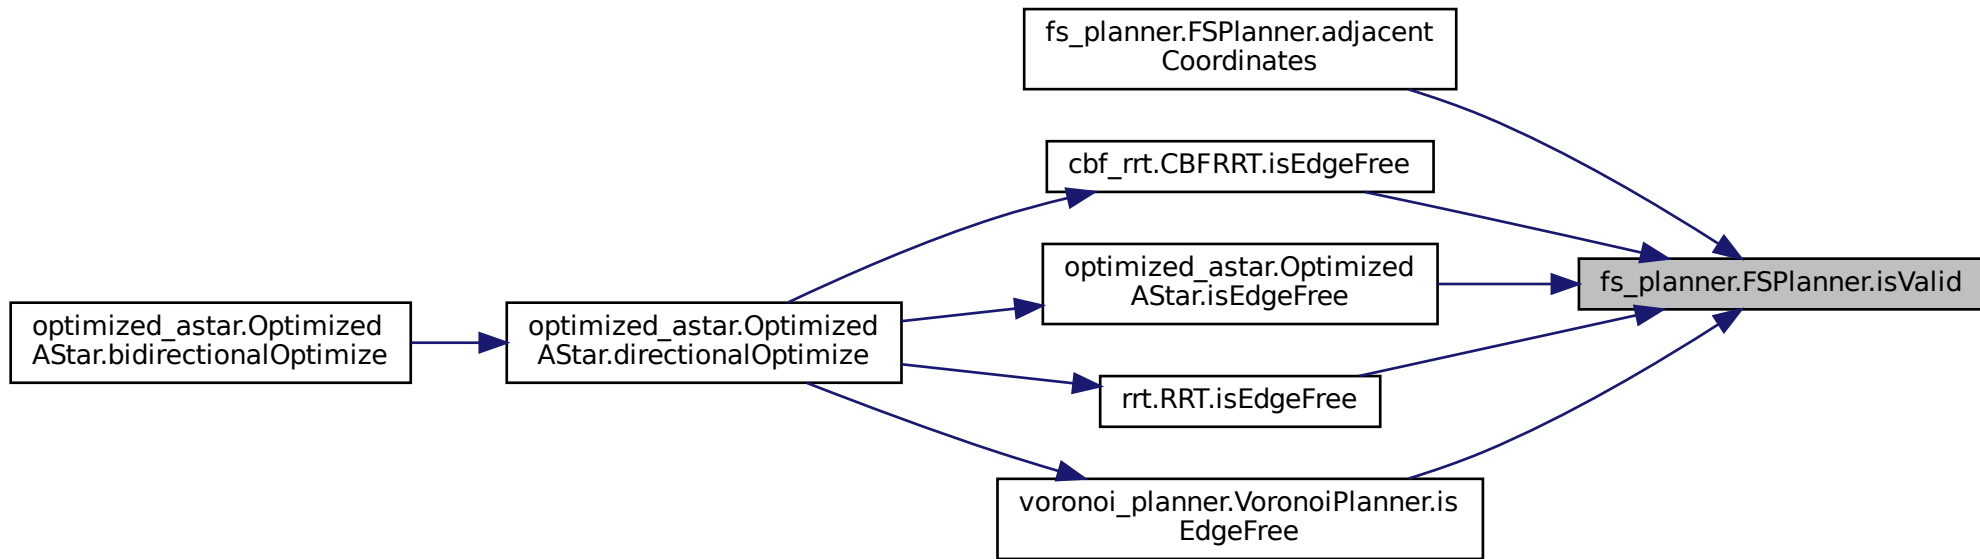 fs_planner.FSPlanner.adjacent
Coordinates
cbf_rrt.CBFRRT.isEdgeFree
optimized_astar.Optimized
AStar.isEdgeFree
fs_planner.FSPlanner.isValid
optimized_astar.Optimized
AStar.bidirectionalOptimize
optimized_astar.Optimized
AStar.directionalOptimize
rrt.RRT.isEdgeFree
voronoi_planner.VoronoiPlanner.is
EdgeFree